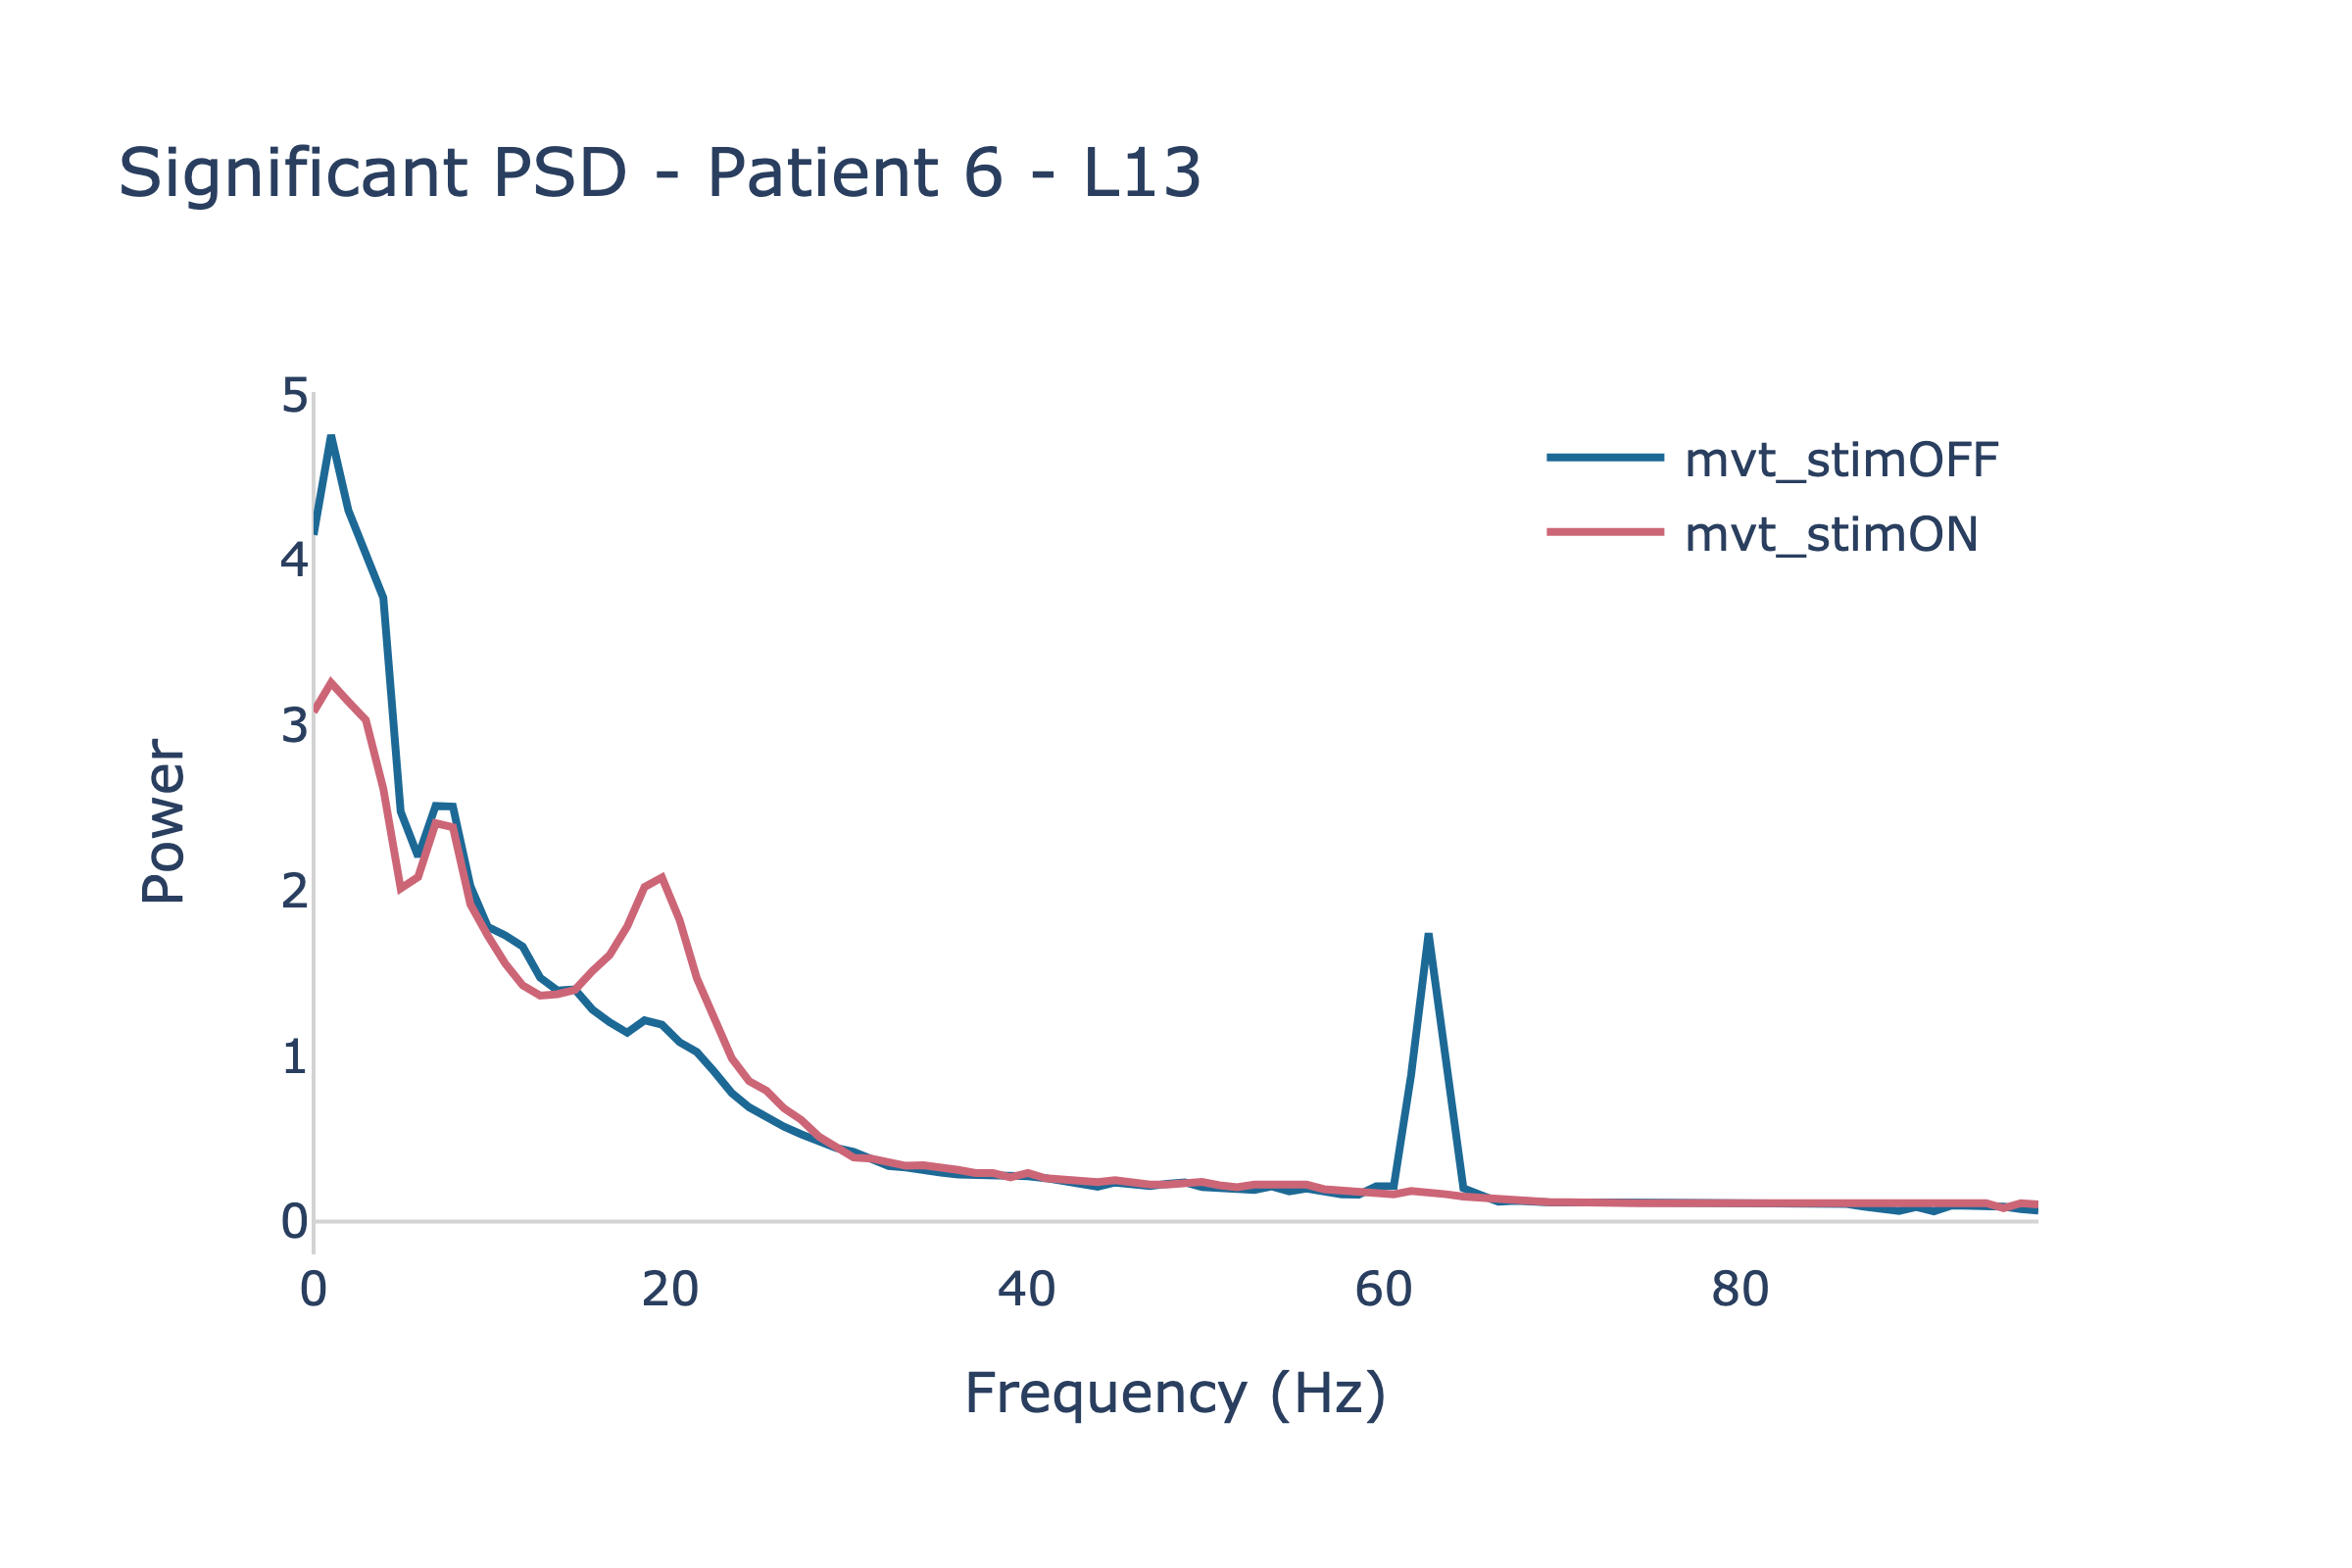 Significant PSD - Patient 6 - L13
mvt_stimOFF
mvt_stimON
Power
5
4
3
2
1
0
0 20 40 60 80
Frequency (Hz)